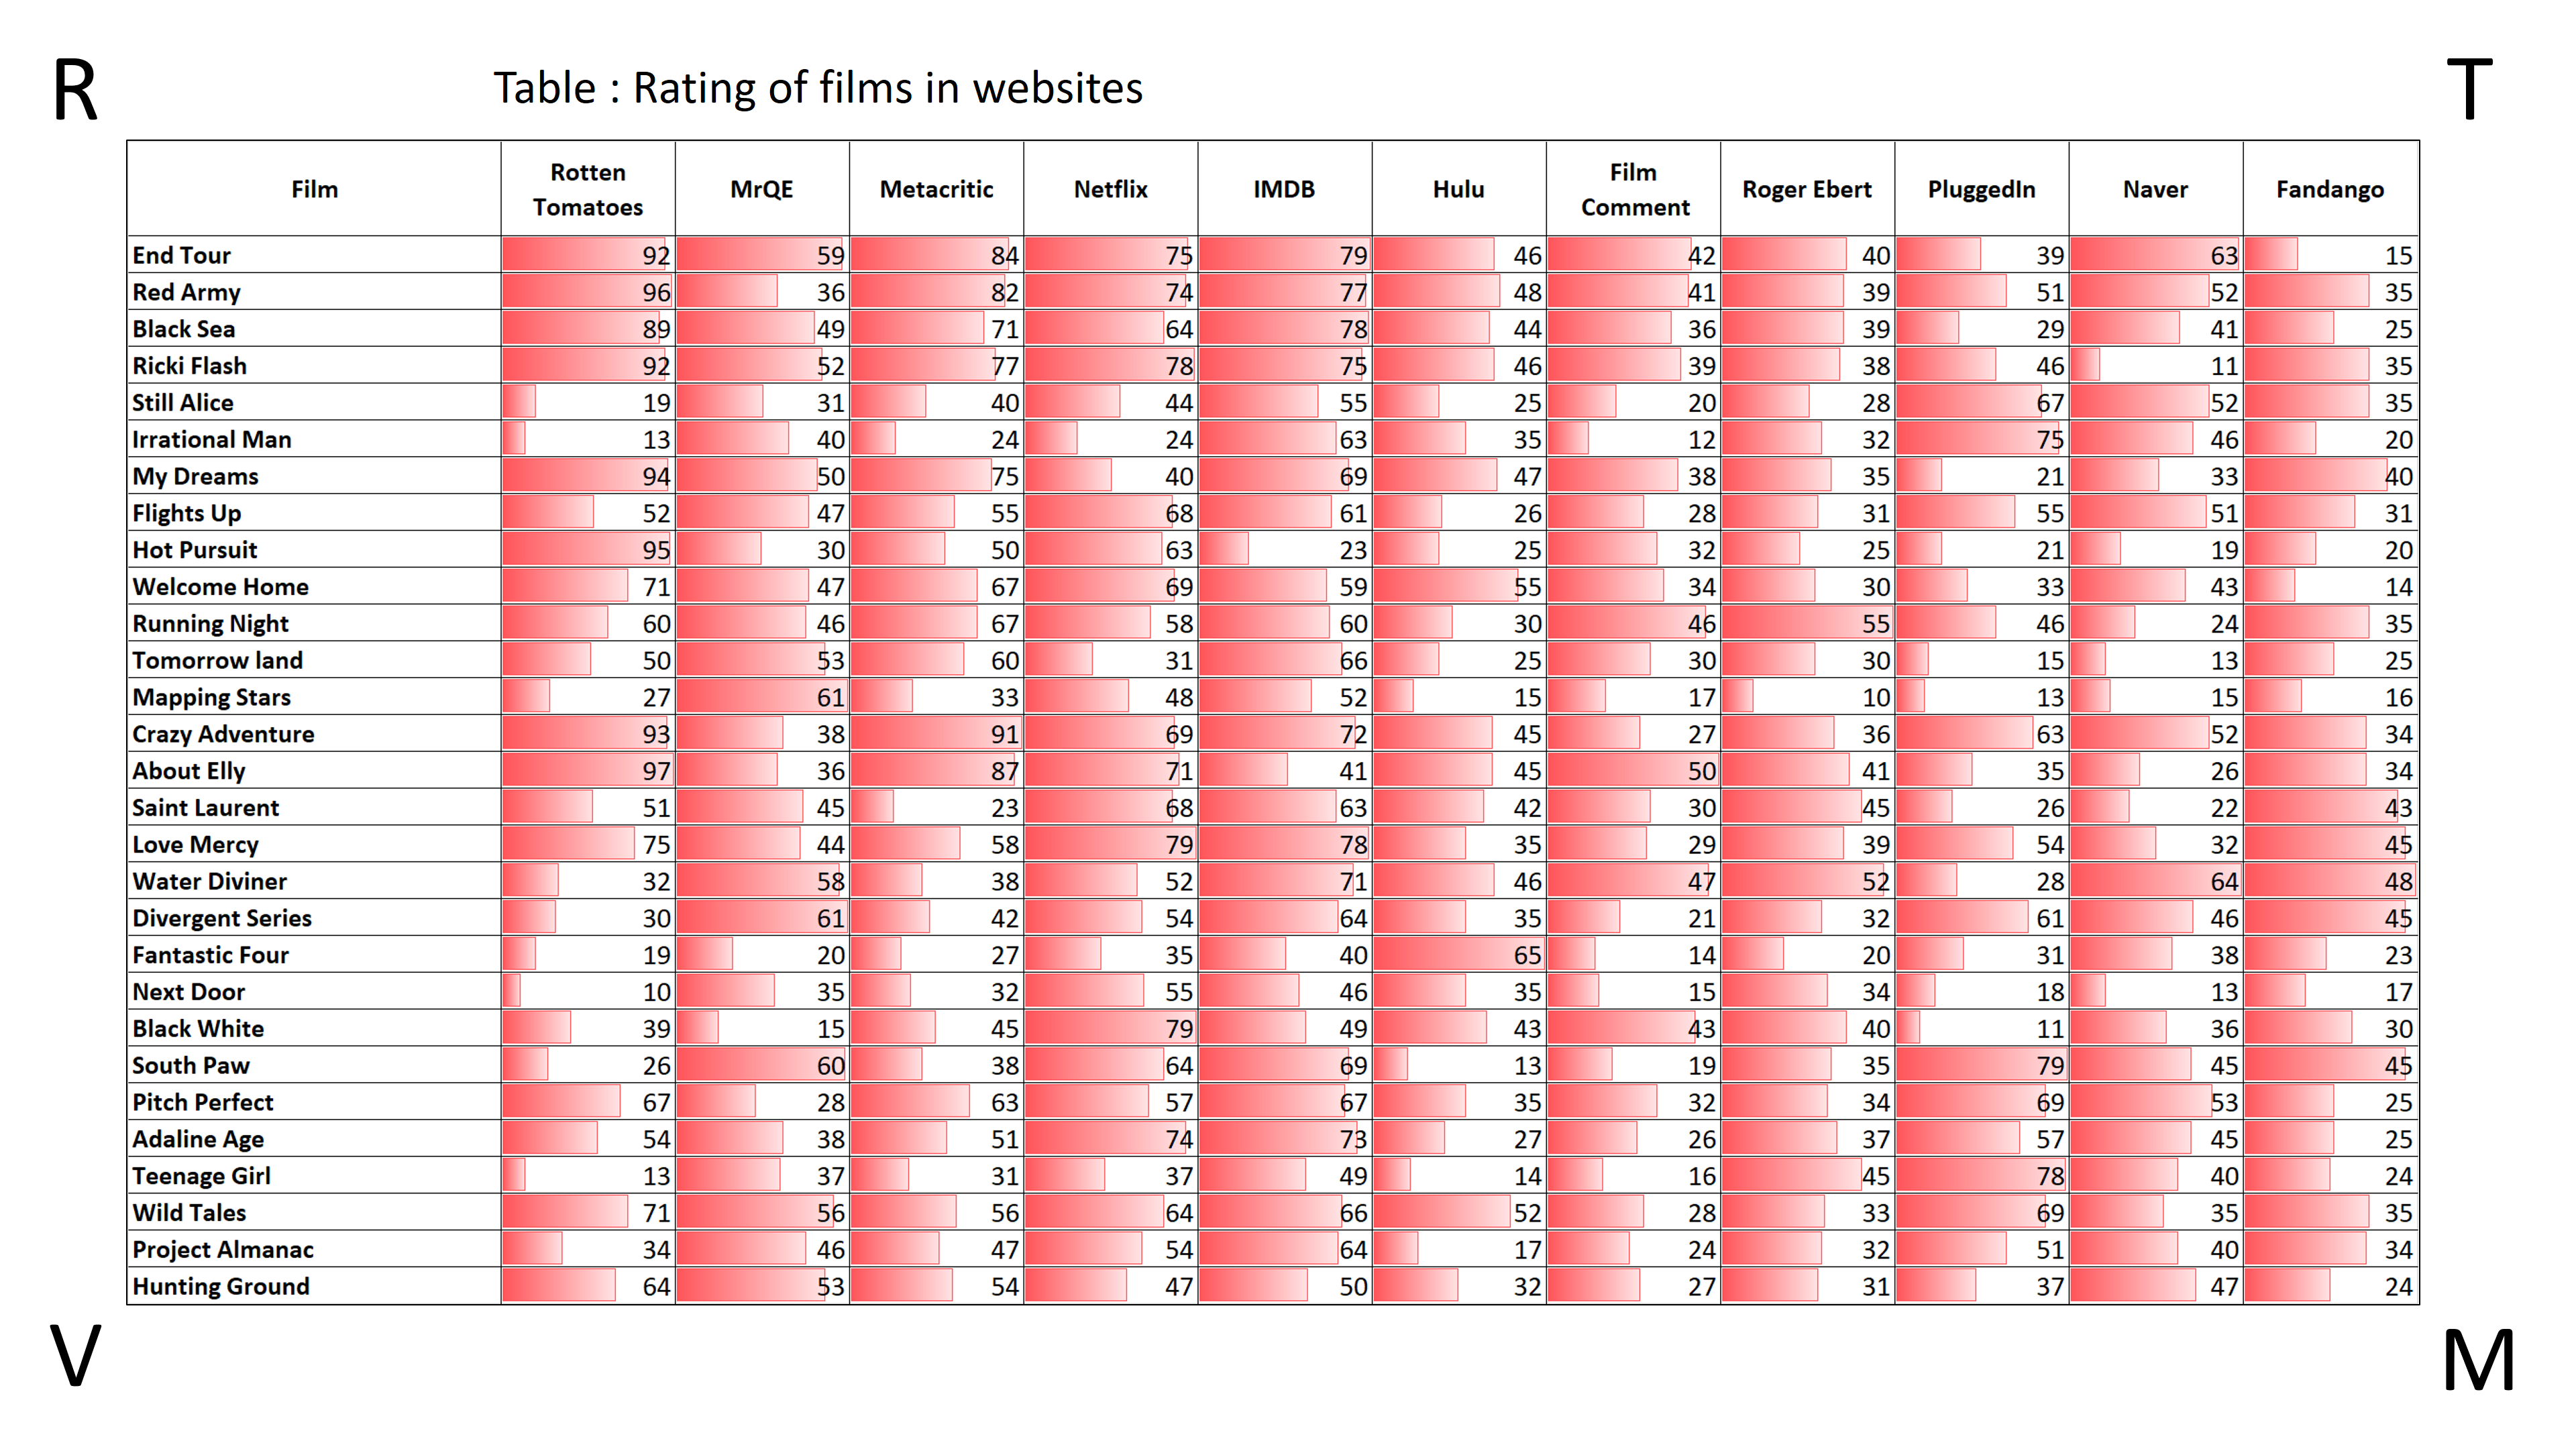 R T
Table : Rating of films in websites
Film Rotten Tomatoes MrQE Metacritic Netflix IMDB Hulu Film Comment Roger Ebert PluggedIn Naver Fandango
End Tour 92 59 84 75 79 46 42 40 39 63 15
Red Army 96 36 82 74 77 48 41 39 51 52 35
Black Sea 89 49 71 64 78 44 36 39 29 41 25
Ricki Flash 92 52 77 78 75 46 39 38 46 11 35
Still Alice 19 31 40 44 55 25 20 28 67 52 35
Irrational Man 13 40 24 24 63 35 12 32 75 46 20
My Dreams 94 50 75 40 69 47 38 35 21 33 40
Flights Up 52 47 55 68 61 26 28 31 55 51 31
Hot Pursuit 95 30 50 63 23 25 32 25 21 19 20
Welcome Home 71 47 67 69 59 55 34 30 33 43 14
Running Night 60 46 67 58 60 30 46 55 46 24 35
Tomorrow land 50 53 60 31 66 25 30 30 15 13 25
Mapping Stars 27 61 33 48 52 15 17 10 13 15 16
Crazy Adventure 93 38 91 69 72 45 27 36 63 52 34
About Elly 97 36 87 71 41 45 50 41 35 26 34
Saint Laurent 51 45 23 68 63 42 30 45 26 22 43
Love Mercy 75 44 58 79 78 35 29 39 54 32 45
Water Diviner 32 58 38 52 71 46 47 52 28 64 48
Divergent Series 30 61 42 54 64 35 21 32 61 46 45
Fantastic Four 19 20 27 35 40 65 14 20 31 38 23
Next Door 10 35 32 55 46 35 15 34 18 13 17
Black White 39 15 45 79 49 43 43 40 11 36 30
South Paw 26 60 38 64 69 13 19 35 79 45 45
Pitch Perfect 67 28 63 57 67 35 32 34 69 53 25
Adaline Age 54 38 51 74 73 27 26 37 57 45 25
Teenage Girl 13 37 31 37 49 14 16 45 78 40 24
Wild Tales 71 56 56 64 66 52 28 33 69 35 35
Project Almanac 34 46 47 54 64 17 24 32 51 40 34
Hunting Ground 64 53 54 47 50 32 27 31 37 47 24
V M